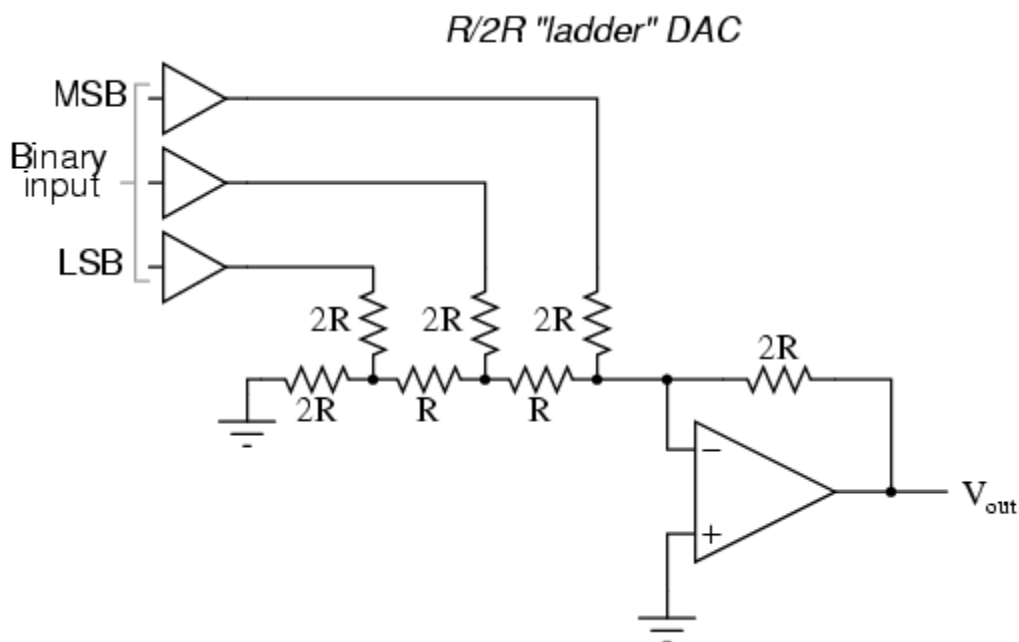 R/2R "ladder" DAC
MSB
Binary
input
LSB
2R
2R
2R
2R
2R
R
R
−
+
Vout